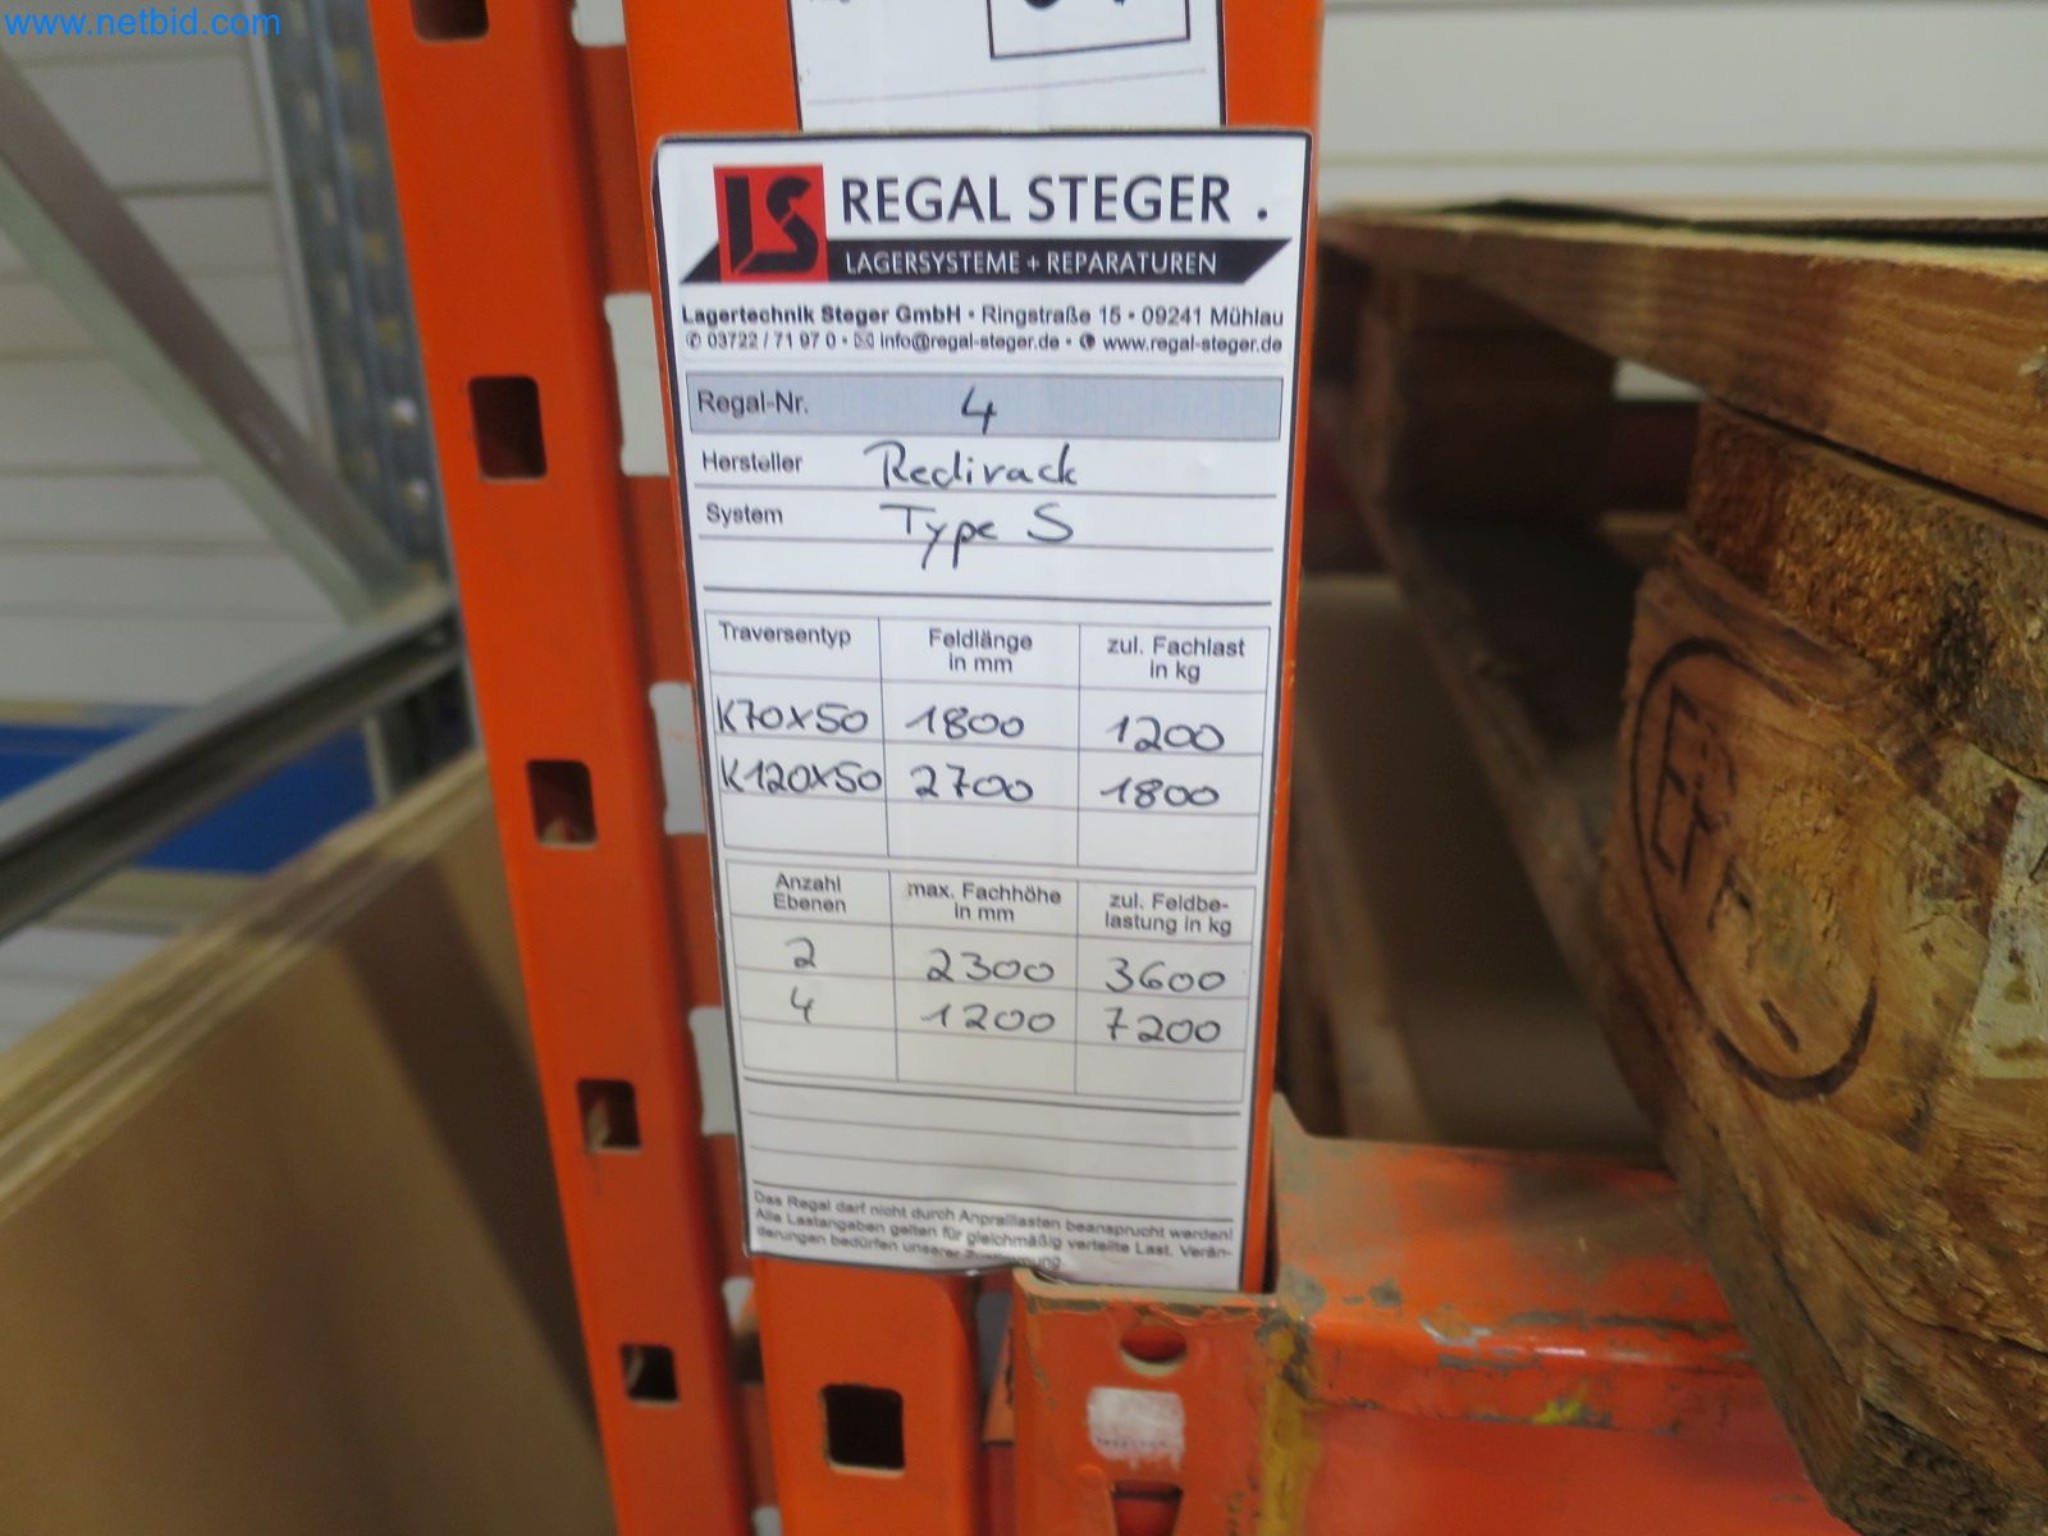 www.netbid.com
LS REGAL STEGER.
LAGERSYSTEME + REPARATUREN
Lagertechnik Steger GmbH • Ringstraße 15 • 09241 Mühlau
✆ 03722 / 71 97 0 • ✉ info@regal-steger.de • www.regal-steger.de
Regal-Nr. 4
Hersteller Redirack
System Type S
Traversentyp Feldlänge in mm zul. Fachlast in kg
K70x50 1800 1200
K120x50 2700 1800
Anzahl Ebenen max. Fachhöhe in mm zul. Feldbe-lastung in kg
2 2300 3600
4 1200 7200
Das Regal darf nicht durch Anpralllasten beansprucht werden!
Alle Lastangaben gelten für gleichmäßig verteilte Last. Verän-
derungen bedürfen unserer